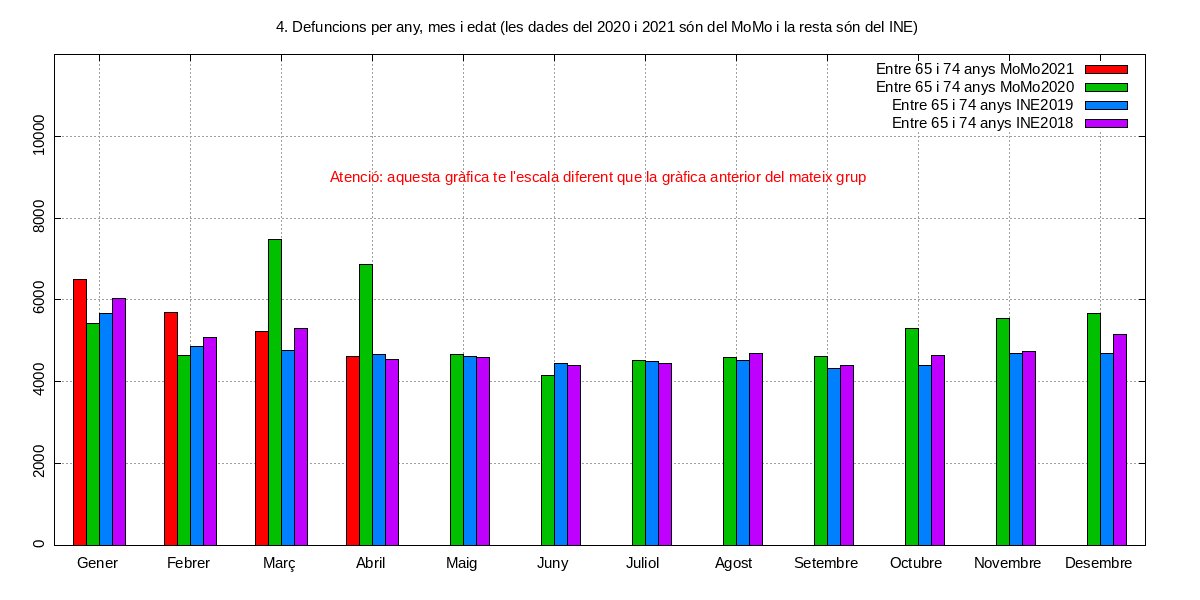 4. Defuncions per any, mes i edat (les dades del 2020 i 2021 són del MoMo i la resta són del INE)
Entre 65 i 74 anys MoMo2021
Entre 65 i 74 anys MoMo2020
Entre 65 i 74 anys INE2019
Entre 65 i 74 anys INE2018
Atenció: aquesta gràfica te l'escala diferent que la gràfica anterior del mateix grup
10000
8000
6000
4000
2000
0
Gener Febrer Març Abril Maig Juny Juliol Agost Setembre Octubre Novembre Desembre